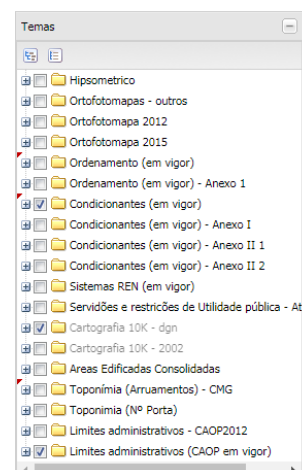 Temas
Hipsometrico
Ortofotomapas - outros
Ortofotomapa 2012
Ortofotomapa 2015
Ordenamento (em vigor)
Ordenamento (em vigor) - Anexo 1
Condicionantes (em vigor)
Condicionantes (em vigor) - Anexo I
Condicionantes (em vigor) - Anexo II 1
Condicionantes (em vigor) - Anexo II 2
Sistemas REN (em vigor)
Servidões e restricões de Utilidade pública - At
Cartografia 10K - dgn
Cartografia 10K - 2002
Areas Edificadas Consolidadas
Toponímia (Arruamentos) - CMG
Toponimia (Nº Porta)
Limites administrativos - CAOP2012
Limites administrativos (CAOP em vigor)